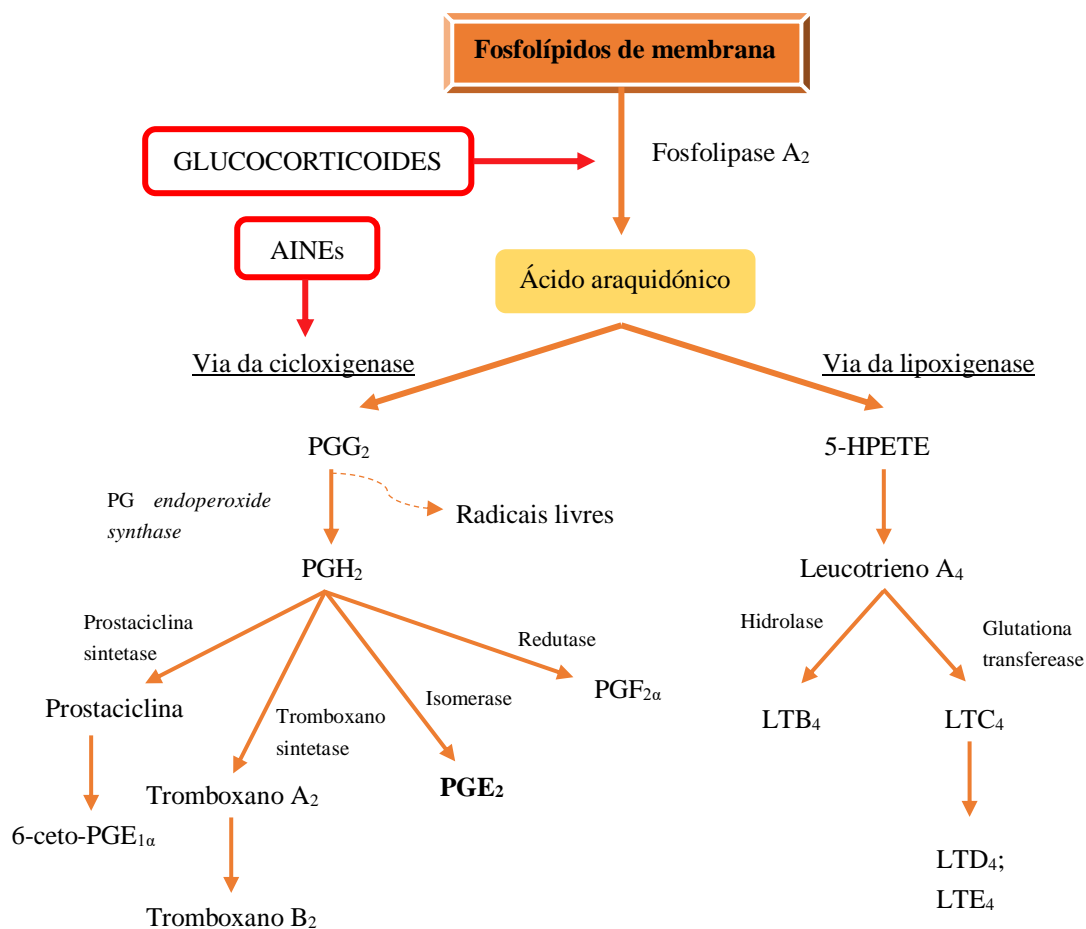 Fosfolípidos de membrana
GLUCOCORTICOIDES
Fosfolipase A2
AINEs
Ácido araquidónico
Via da cicloxigenase
Via da lipoxigenase
PGG2
5-HPETE
PG endoperoxide
synthase
Radicais livres
PGH2
Leucotrieno A4
Prostaciclina
sintetase
Redutase
Hidrolase
Glutationa
transferease
Isomerase
PGF2α
Prostaciclina
Tromboxano
sintetase
LTB4
LTC4
PGE2
Tromboxano A2
6-ceto-PGE1α
LTD4;
LTE4
Tromboxano B2